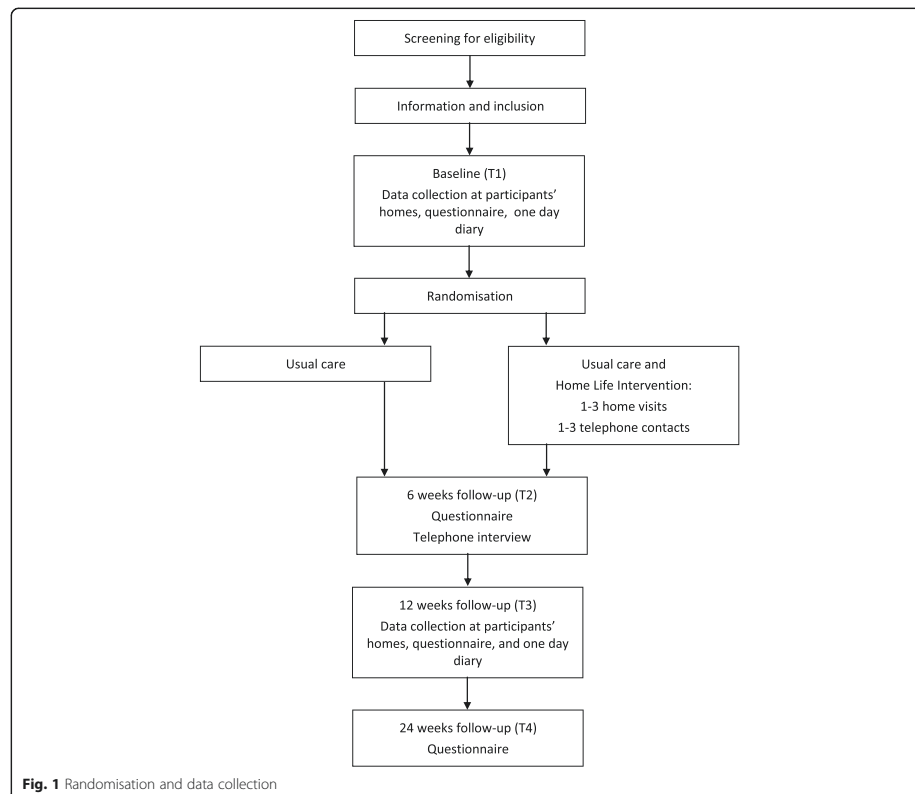 Screening for eligibility
Information and inclusion
Baseline (T1)
Data collection at participants'
homes, questionnaire, one day
diary
Randomisation
Usual care
Usual care and
Home Life Intervention:
1-3 home visits
1-3 telephone contacts
6 weeks follow-up (T2)
Questionnaire
Telephone interview
12 weeks follow-up (T3)
Data collection at participants'
homes, questionnaire, and one day
diary
24 weeks follow-up (T4)
Questionnaire
Fig. 1 Randomisation and data collection